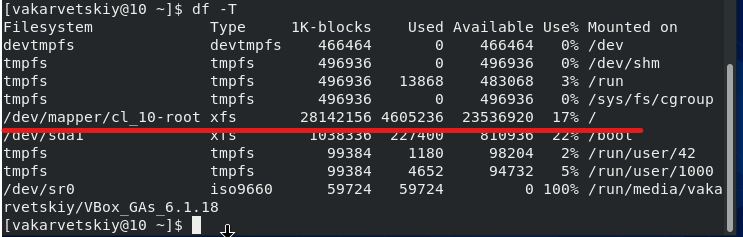 [vakarvetskiy@10 ~]$ df -T
Filesystem Type 1K-blocks Used Available Use% Mounted on
devtmpfs devtmpfs 466464 0 466464 0% /dev
tmpfs tmpfs 496936 0 496936 0% /dev/shm
tmpfs tmpfs 496936 13868 483068 3% /run
tmpfs tmpfs 496936 0 496936 0% /sys/fs/cgroup
/dev/mapper/cl_10-root xfs 28142156 4605236 23536920 17% /
/dev/sda1 xfs 1038336 227400 810936 22% /boot
tmpfs tmpfs 99384 1180 98204 2% /run/user/42
tmpfs tmpfs 99384 4652 94732 5% /run/user/1000
/dev/sr0 iso9660 59724 59724 0 100% /run/media/vaka
rvetskiy/VBox_GAs_6.1.18
[vakarvetskiy@10 ~]$